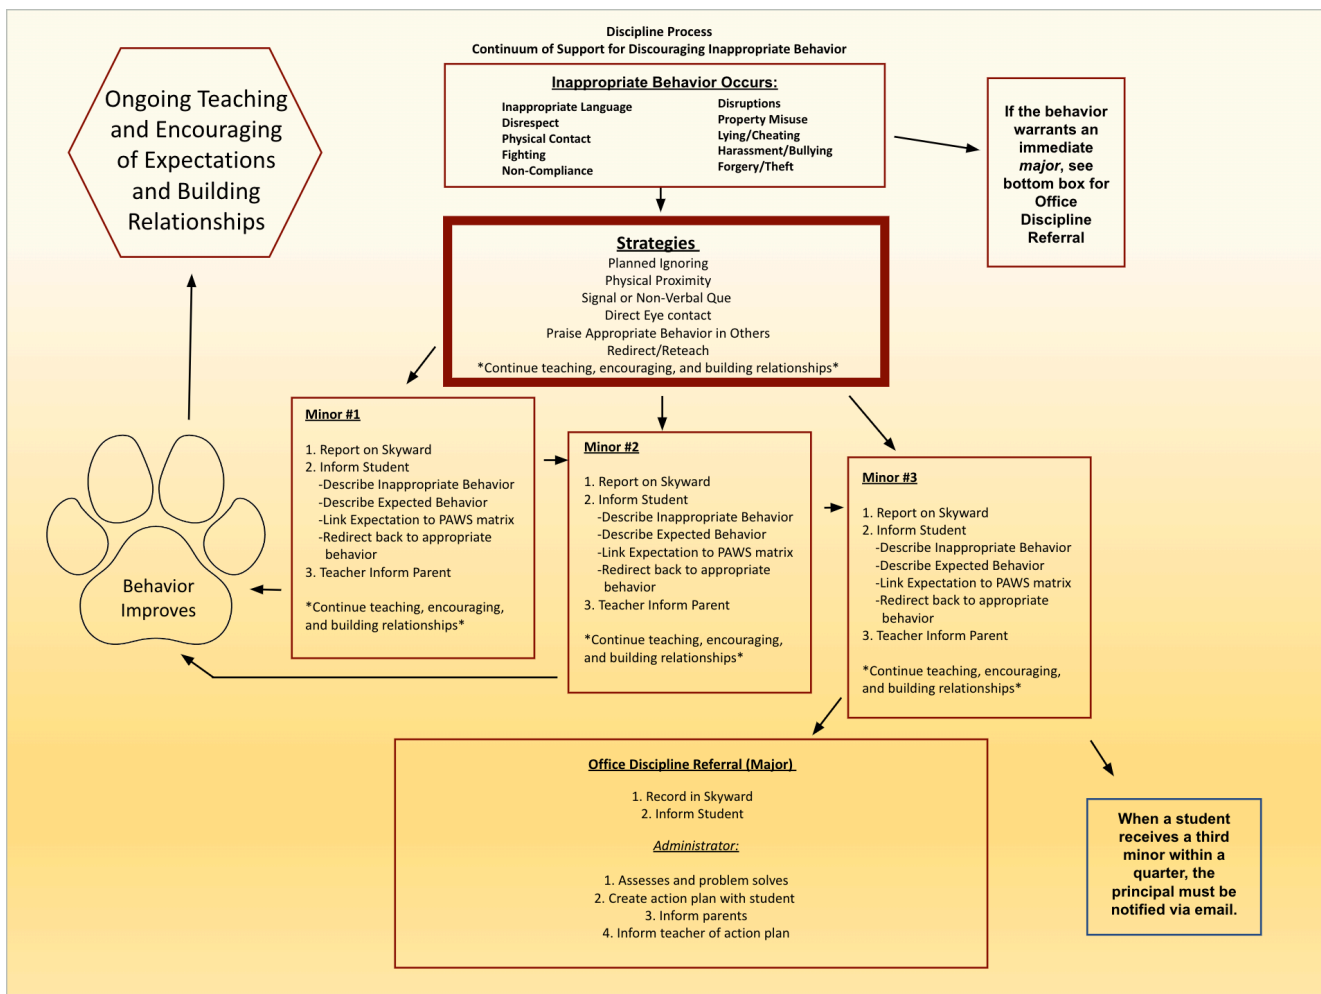 Discipline Process
Continuum of Support for Discouraging Inappropriate Behavior
Ongoing Teaching
and Encouraging
of Expectations
and Building
Relationships
Inappropriate Behavior Occurs:
Inappropriate Language
Disrespect
Physical Contact
Fighting
Non-Compliance
Disruptions
Property Misuse
Lying/Cheating
Harassment/Bullying
Forgery/Theft
If the behavior
warrants an
immediate
major, see
bottom box for
Office
Discipline
Referral
Strategies
Planned Ignoring
Physical Proximity
Signal or Non-Verbal Que
Direct Eye contact
Praise Appropriate Behavior in Others
Redirect/Reteach
*Continue teaching, encouraging, and building relationships*
Minor #1
1. Report on Skyward
2. Inform Student
-Describe Inappropriate Behavior
-Describe Expected Behavior
-Link Expectation to PAWS matrix
-Redirect back to appropriate
behavior
3. Teacher Inform Parent
*Continue teaching, encouraging,
and building relationships*
Minor #2
1. Report on Skyward
2. Inform Student
-Describe Inappropriate Behavior
-Describe Expected Behavior
-Link Expectation to PAWS matrix
-Redirect back to appropriate
behavior
3. Teacher Inform Parent
*Continue teaching, encouraging,
and building relationships*
Minor #3
1. Report on Skyward
2. Inform Student
-Describe Inappropriate Behavior
-Describe Expected Behavior
-Link Expectation to PAWS matrix
-Redirect back to appropriate
behavior
3. Teacher Inform Parent
*Continue teaching, encouraging,
and building relationships*
Behavior
Improves
Office Discipline Referral (Major)
1. Record in Skyward
2. Inform Student
Administrator:
1. Assesses and problem solves
2. Create action plan with student
3. Inform parents
4. Inform teacher of action plan
When a student
receives a third
minor within a
quarter, the
principal must be
notified via email.